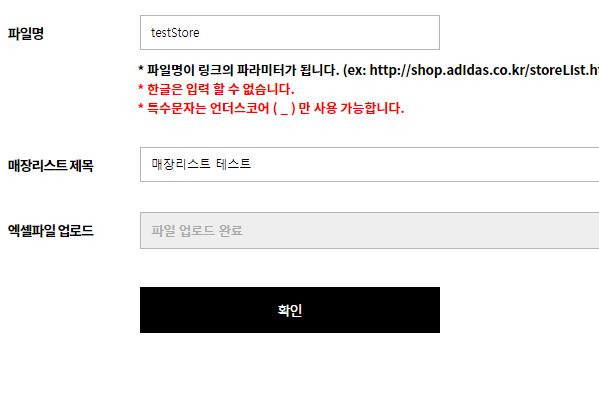 파일명
testStore
* 파일명이 링크의 파라미터가 됩니다. (ex: http://shop.adidas.co.kr/storeList.h
* 한글은 입력 할 수 없습니다.
* 특수문자는 언더스코어 ( _ ) 만 사용 가능합니다.
매장리스트 제목
매장리스트 테스트
엑셀파일 업로드
파일 업로드 완료
확인